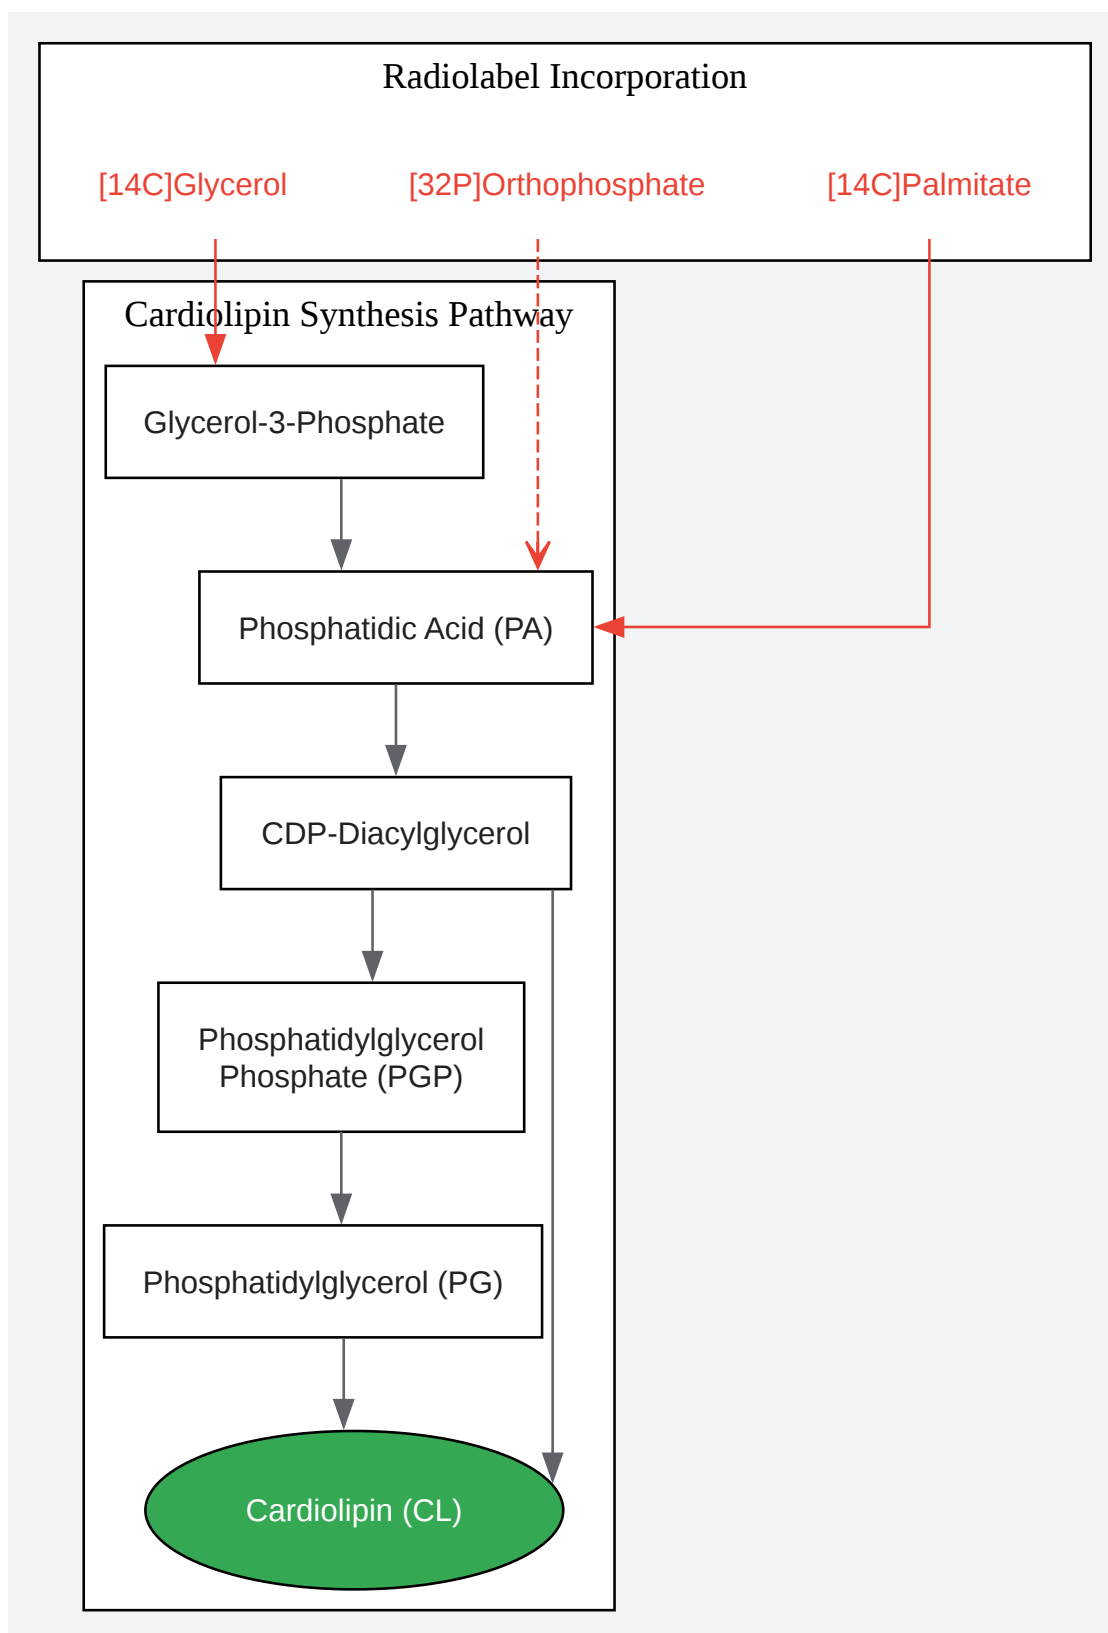 Radiolabel Incorporation
[14C]Glycerol
[32P]Orthophosphate
[14C]Palmitate
Cardiolipin Synthesis Pathway
Glycerol-3-Phosphate
Phosphatidic Acid (PA)
CDP-Diacylglycerol
Phosphatidylglycerol
Phosphate (PGP)
Phosphatidylglycerol (PG)
Cardiolipin (CL)